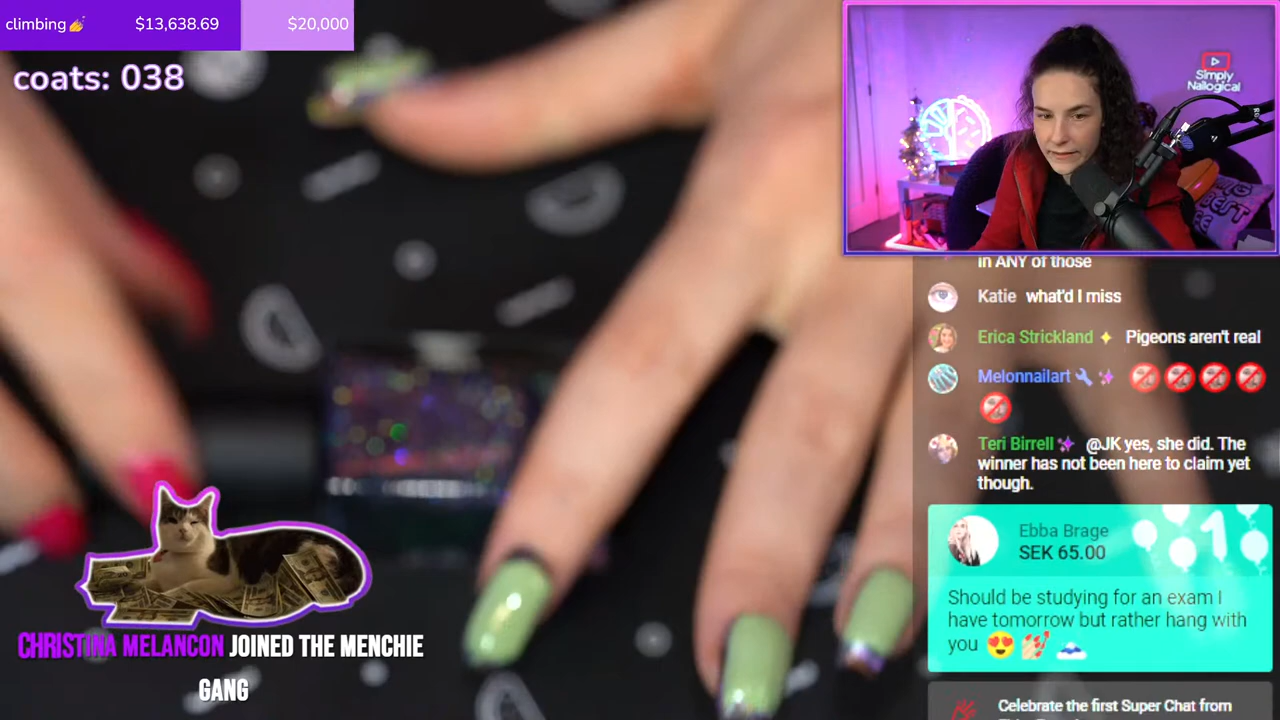 climbing💅 $13,638.69 $20,000
coats: 038
Simply
Nailogical
in ANY of those
Katie what'd I miss
Erica Strickland Pigeons aren't real
Melonnailart
Teri Birrell @JK yes, she did. The
winner has not been here to claim yet
though.
Ebba Brage
SEK 65.00
Should be studying for an exam I
have tomorrow but rather hang with
you 😍 💅🏻 🗻
Celebrate the first Super Chat from
CHRISTINA MELANCON JOINED THE MENCHIE
GANG